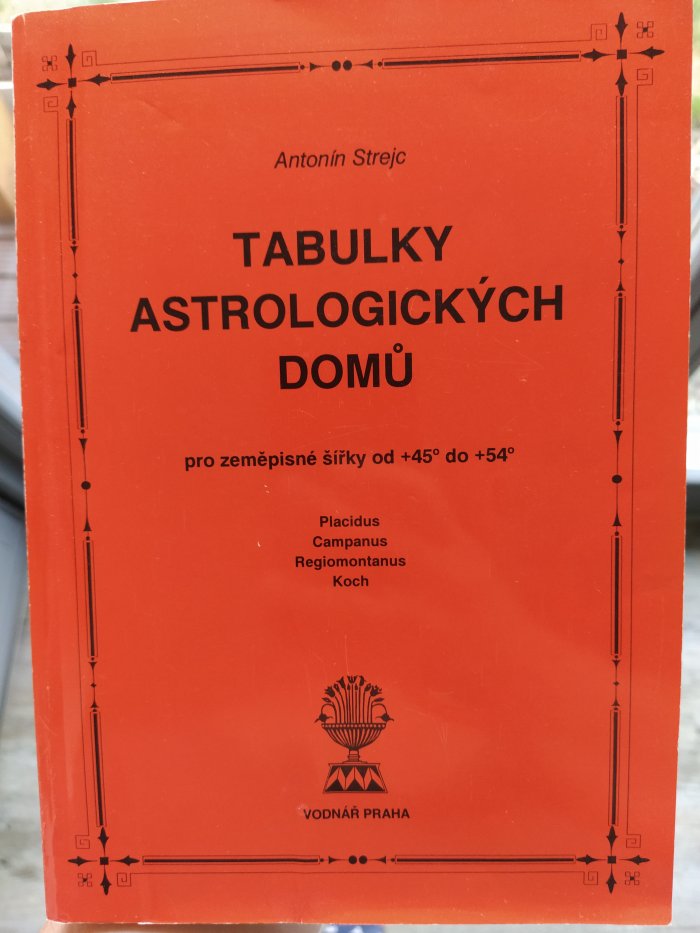 Antonín Strejc
TABULKY
ASTROLOGICKÝCH
DOMŮ
pro zeměpisné šířky od +45° do +54°
Placidus
Campanus
Regiomontanus
Koch
VODNÁŘ PRAHA